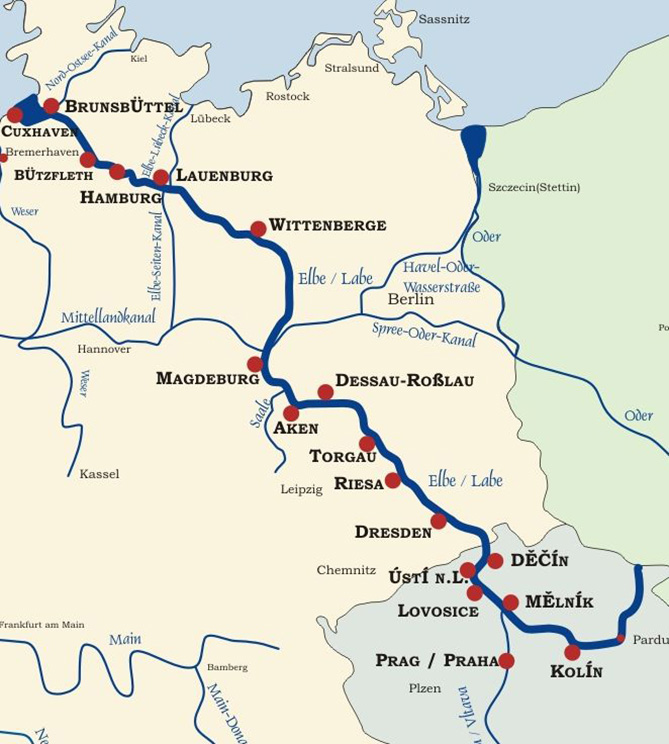 Sassnitz
Nord-Ostsee-Kanal
Kiel
Stralsund
Rostock
Brunsbüttel
Lübeck
Cuxhaven
Elbe-Lübeck-Kanal
Bremerhaven
Bützfleth
Lauenburg
Hamburg
Szczecin(Stettin)
Weser
Wittenberge
Oder
Elbe-Seiten-Kanal
Havel-Oder-
Wasserstraße
Elbe / Labe
Berlin
Mittellandkanal
Spree-Oder-Kanal
Hannover
Weser
Magdeburg
Dessau-Roßlau
Saale
Aken
Oder
Torgau
Kassel
Riesa
Elbe / Labe
Leipzig
Dresden
Chemnitz
Děčín
Ústí n.L.
Lovosice
Mělník
Frankfurt am Main
Main
Pardu
Bamberg
Prag / Praha
Kolín
Plzen
Main-Dona
/ Vltava
Ne
Po